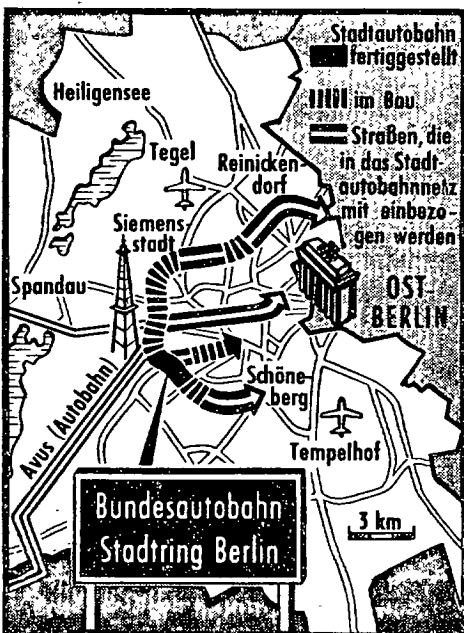 Stadtautobahn
fertiggestellt
im Bau
Straßen, die
in das Stadt-
autobahnnetz
mit einbezo-
gen werden
Heiligensee
Tegel
Reinicken-
dorf
Siemens-
stadt
Spandau
OST-
BERLIN
Avus (Autobahn)
Schöne-
berg
Tempelhof
Bundesautobahn
Stadtring Berlin
3 km